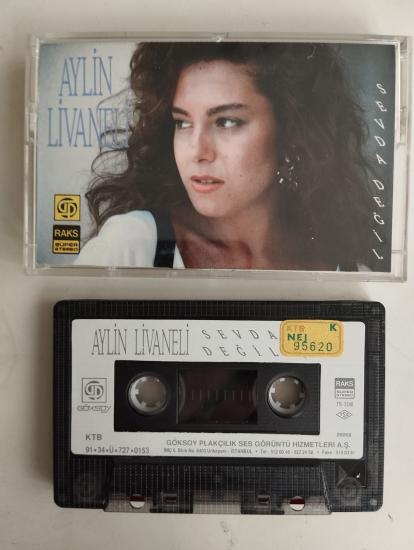 AYLİN
LİVANELİ
SEVDA DEĞİL
RAKS
SUPER
STEREO
AYLİN LİVANELİ
SEVDA
DEĞİL
KTB K
NEJ
95620
GÖKSOY
RAKS
KTB
91•34•Ü•727•0153
GÖKSOY PLAKÇILIK SES GÖRÜNTÜ HİZMETLERİ A.Ş.